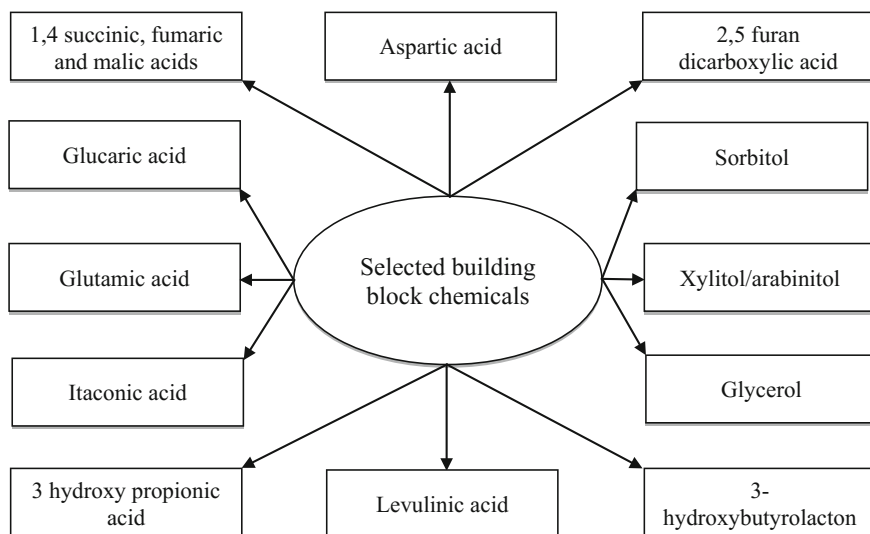 1,4 succinic, fumaric
and malic acids
Aspartic acid
2,5 furan
dicarboxylic acid
Glucaric acid
Sorbitol
Selected building
block chemicals
Glutamic acid
Xylitol/arabinitol
Itaconic acid
Glycerol
3 hydroxy propionic
acid
Levulinic acid
3-
hydroxybutyrolacton